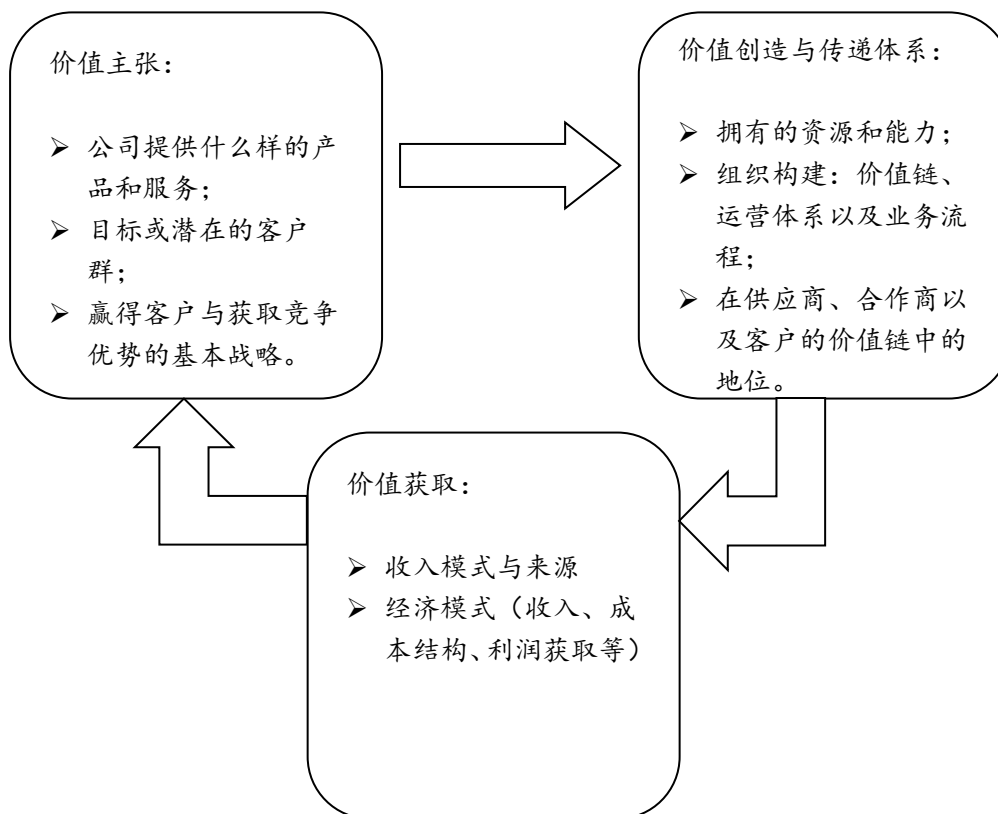 价值主张：
➢ 公司提供什么样的产
品和服务；
➢ 目标或潜在的客户
群；
➢ 赢得客户与获取竞争
优势的基本战略。
价值创造与传递体系：
➢ 拥有的资源和能力；
➢ 组织构建：价值链、
运营体系以及业务流
程；
➢ 在供应商、合作商以
及客户的价值链中的
地位。
价值获取：
➢ 收入模式与来源
➢ 经济模式（收入、成
本结构、利润获取等）